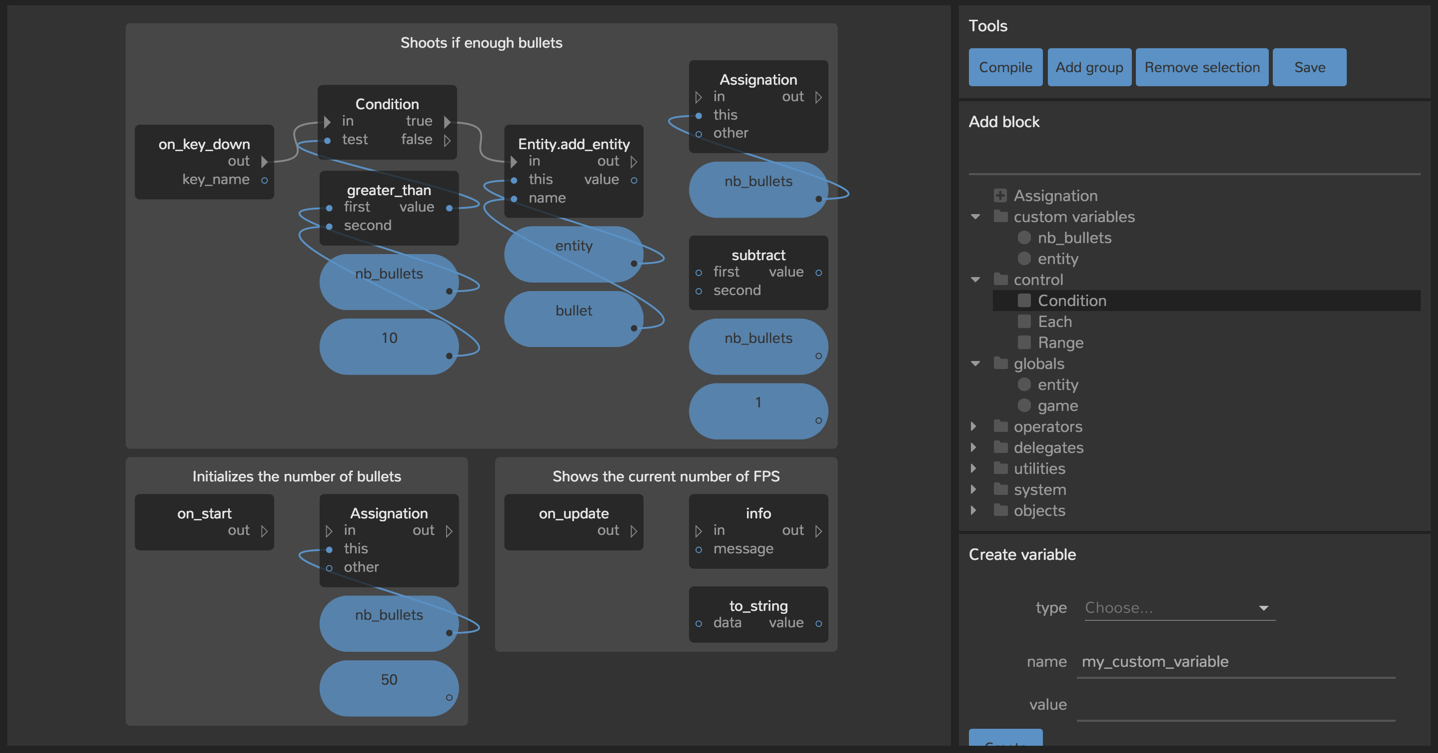 Shoots if enough bullets
on_key_down
out
key_name
Condition
in true
test false
greater_than
first value
second
nb_bullets
10
Entity.add_entity
in out
this value
name
entity
bullet
Assignation
in out
this
other
nb_bullets
subtract
first value
second
nb_bullets
1
Initializes the number of bullets
on_start
out
Assignation
in out
this
other
nb_bullets
50
Shows the current number of FPS
on_update
out
info
in out
message
to_string
data value
Tools
Compile Add group Remove selection Save
Add block
Assignation
custom variables
nb_bullets
entity
control
Condition
Each
Range
globals
entity
game
operators
delegates
utilities
system
objects
Create variable
type Choose...
name my_custom_variable
value